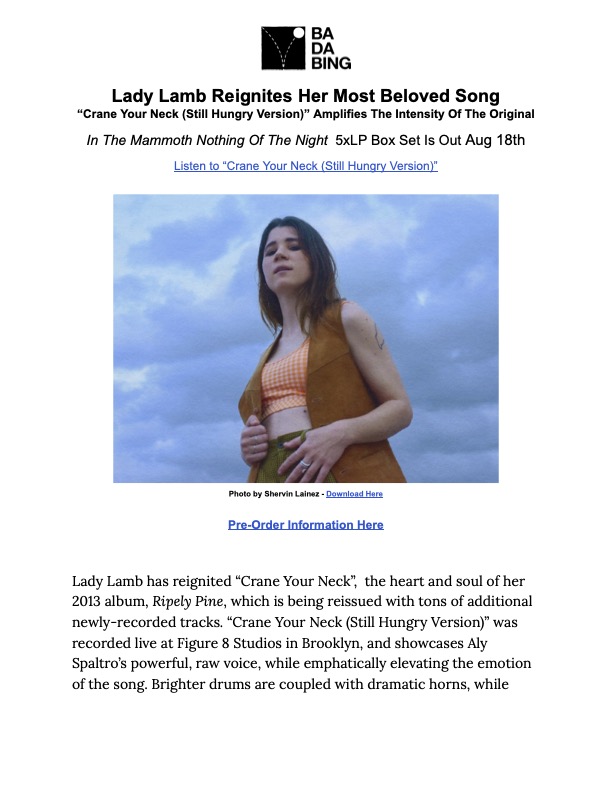 BA
DA
BING
Lady Lamb Reignites Her Most Beloved Song
“Crane Your Neck (Still Hungry Version)” Amplifies The Intensity Of The Original
In The Mammoth Nothing Of The Night 5xLP Box Set Is Out Aug 18th
Listen to “Crane Your Neck (Still Hungry Version)”
Photo by Shervin Lainez - Download Here
Pre-Order Information Here
Lady Lamb has reignited “Crane Your Neck”, the heart and soul of her
2013 album, Ripely Pine, which is being reissued with tons of additional
newly-recorded tracks. “Crane Your Neck (Still Hungry Version)” was
recorded live at Figure 8 Studios in Brooklyn, and showcases Aly
Spaltro’s powerful, raw voice, while emphatically elevating the emotion
of the song. Brighter drums are coupled with dramatic horns, while